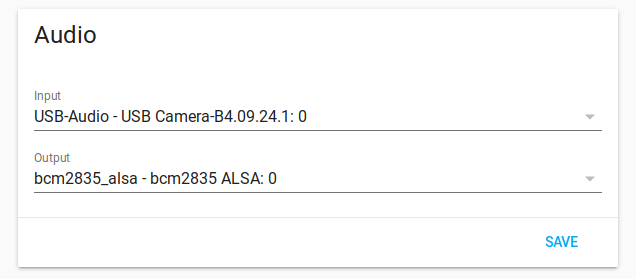 Audio
Input
USB-Audio - USB Camera-B4.09.24.1: 0
Output
bcm2835_alsa - bcm2835 ALSA: 0
SAVE